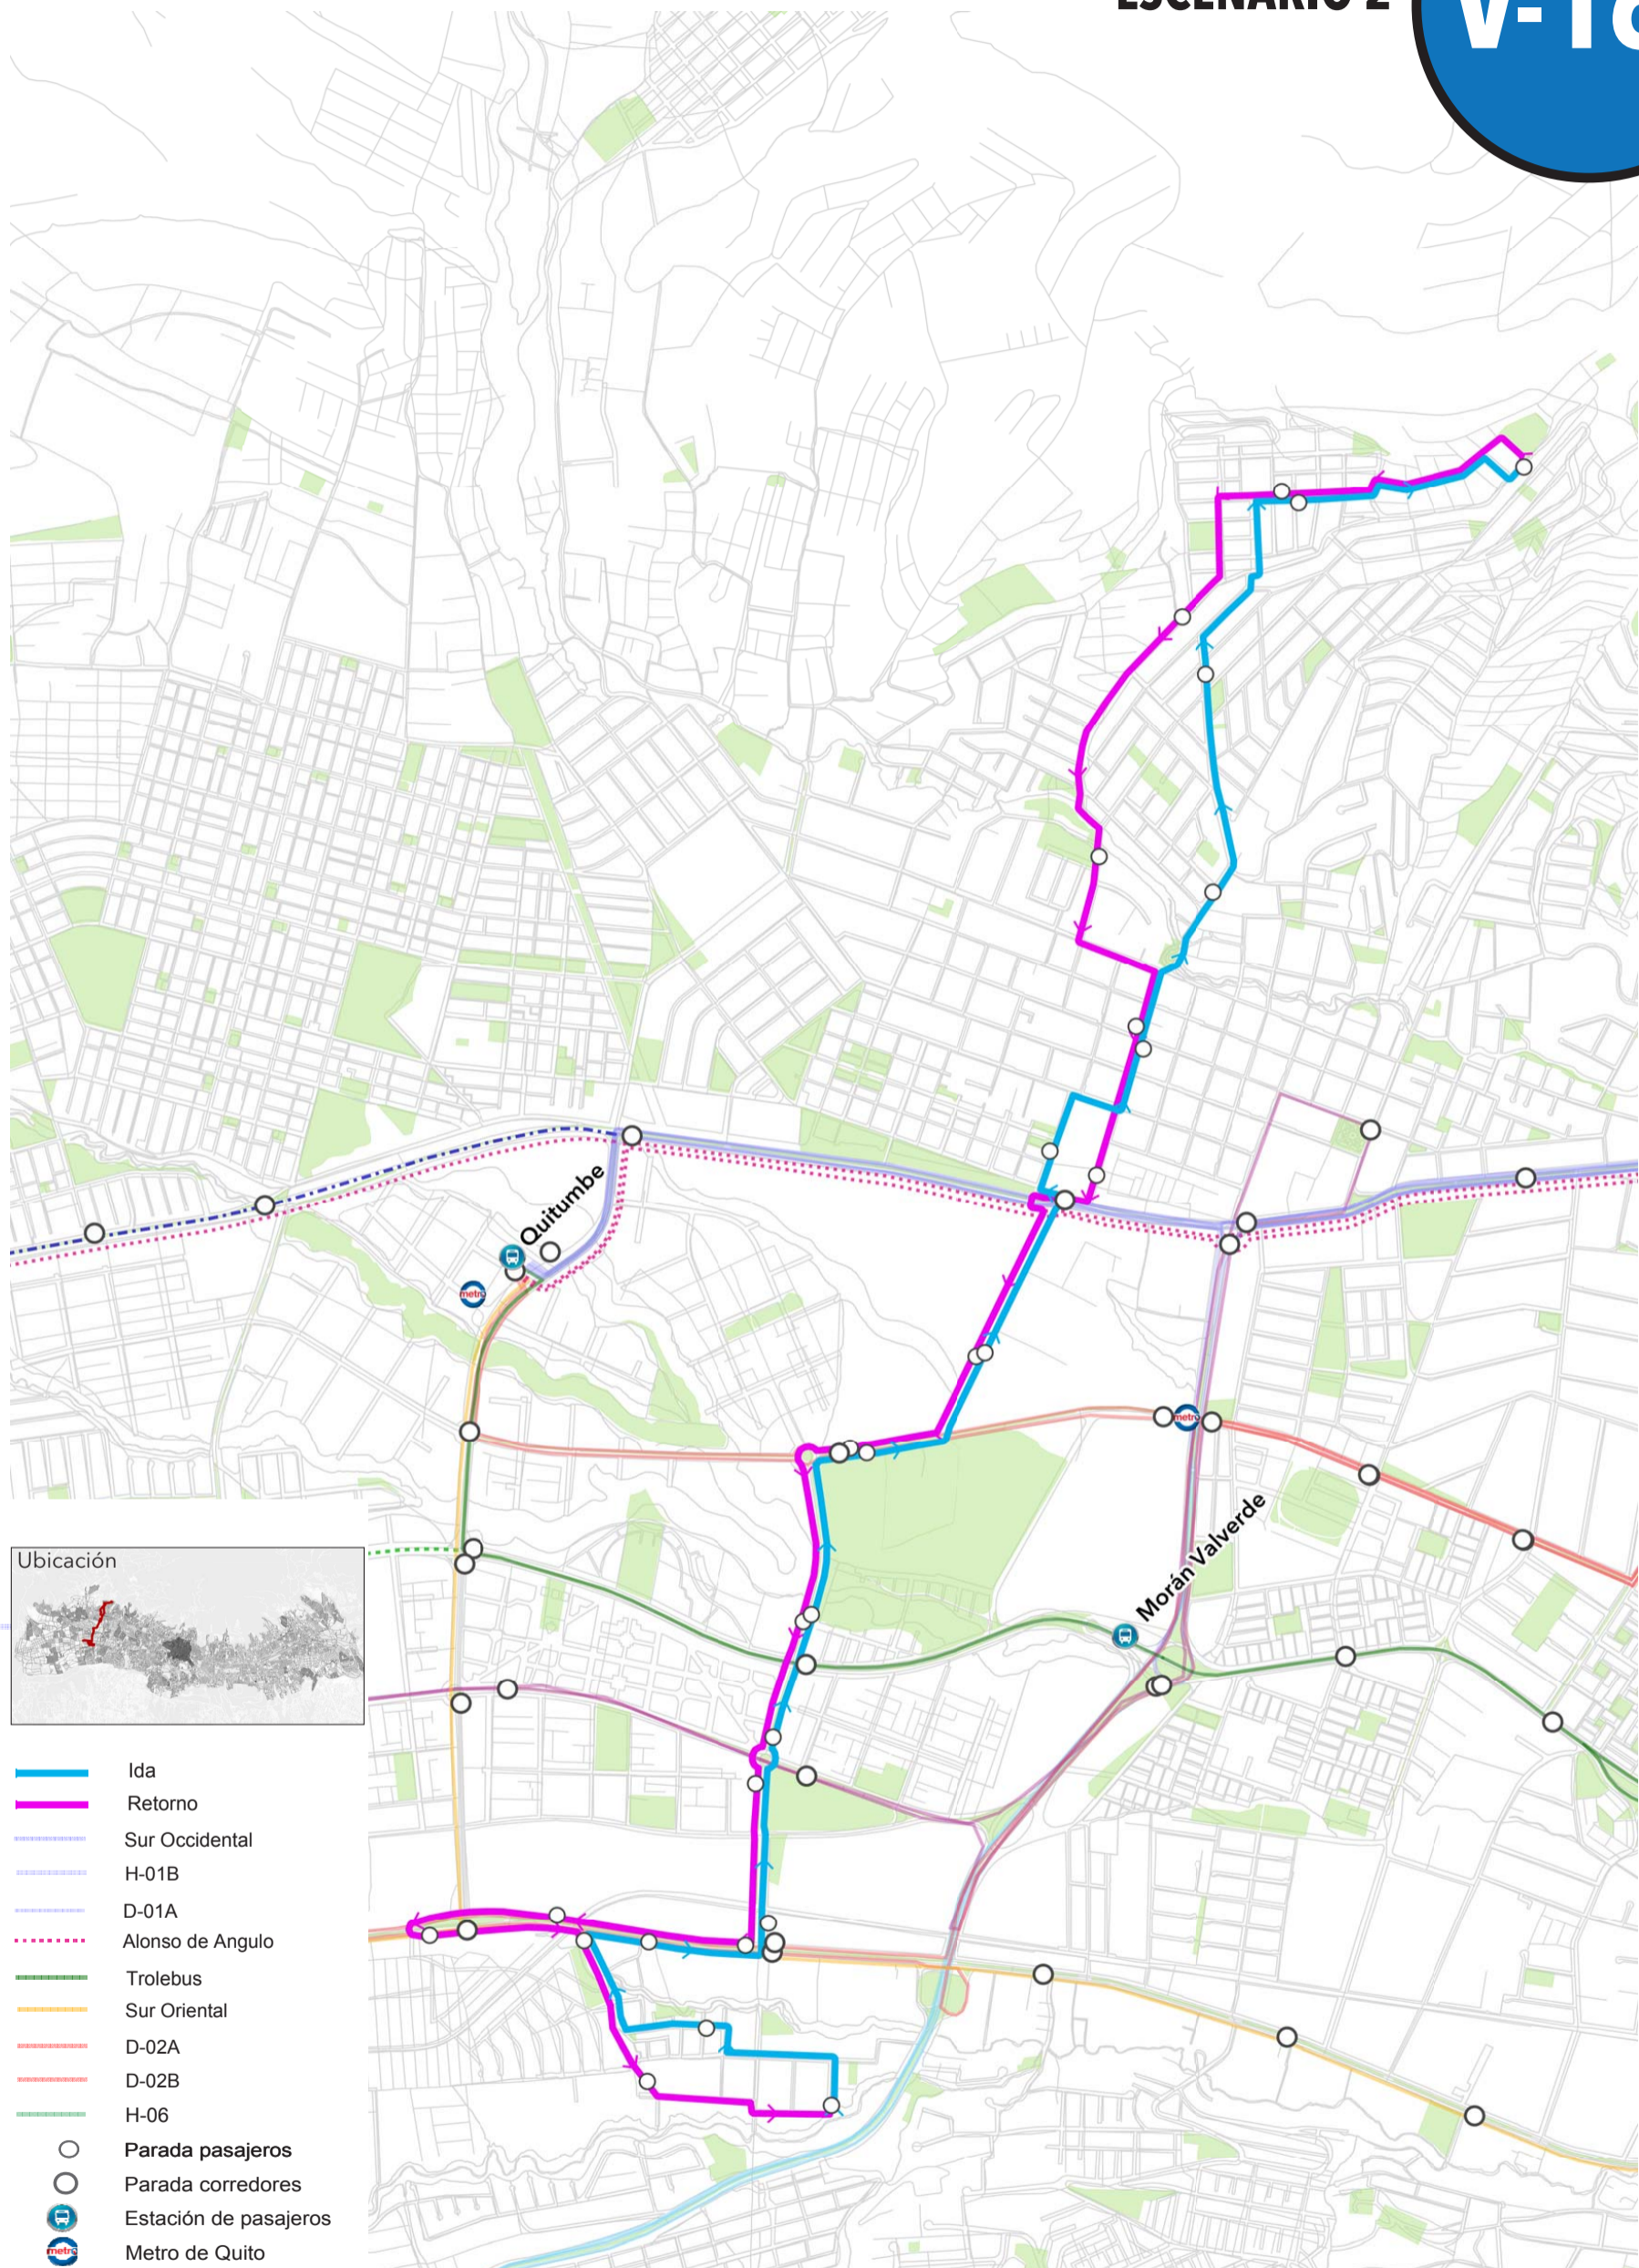 ESCENARIO 2
Quitumbe
metro
metro
Morán Valverde
Ubicación
Ida
Retorno
Sur Occidental
H-01B
D-01A
Alonso de Angulo
Trolebus
Sur Oriental
D-02A
D-02B
H-06
Parada pasajeros
Parada corredores
Estación de pasajeros
metro
Metro de Quito